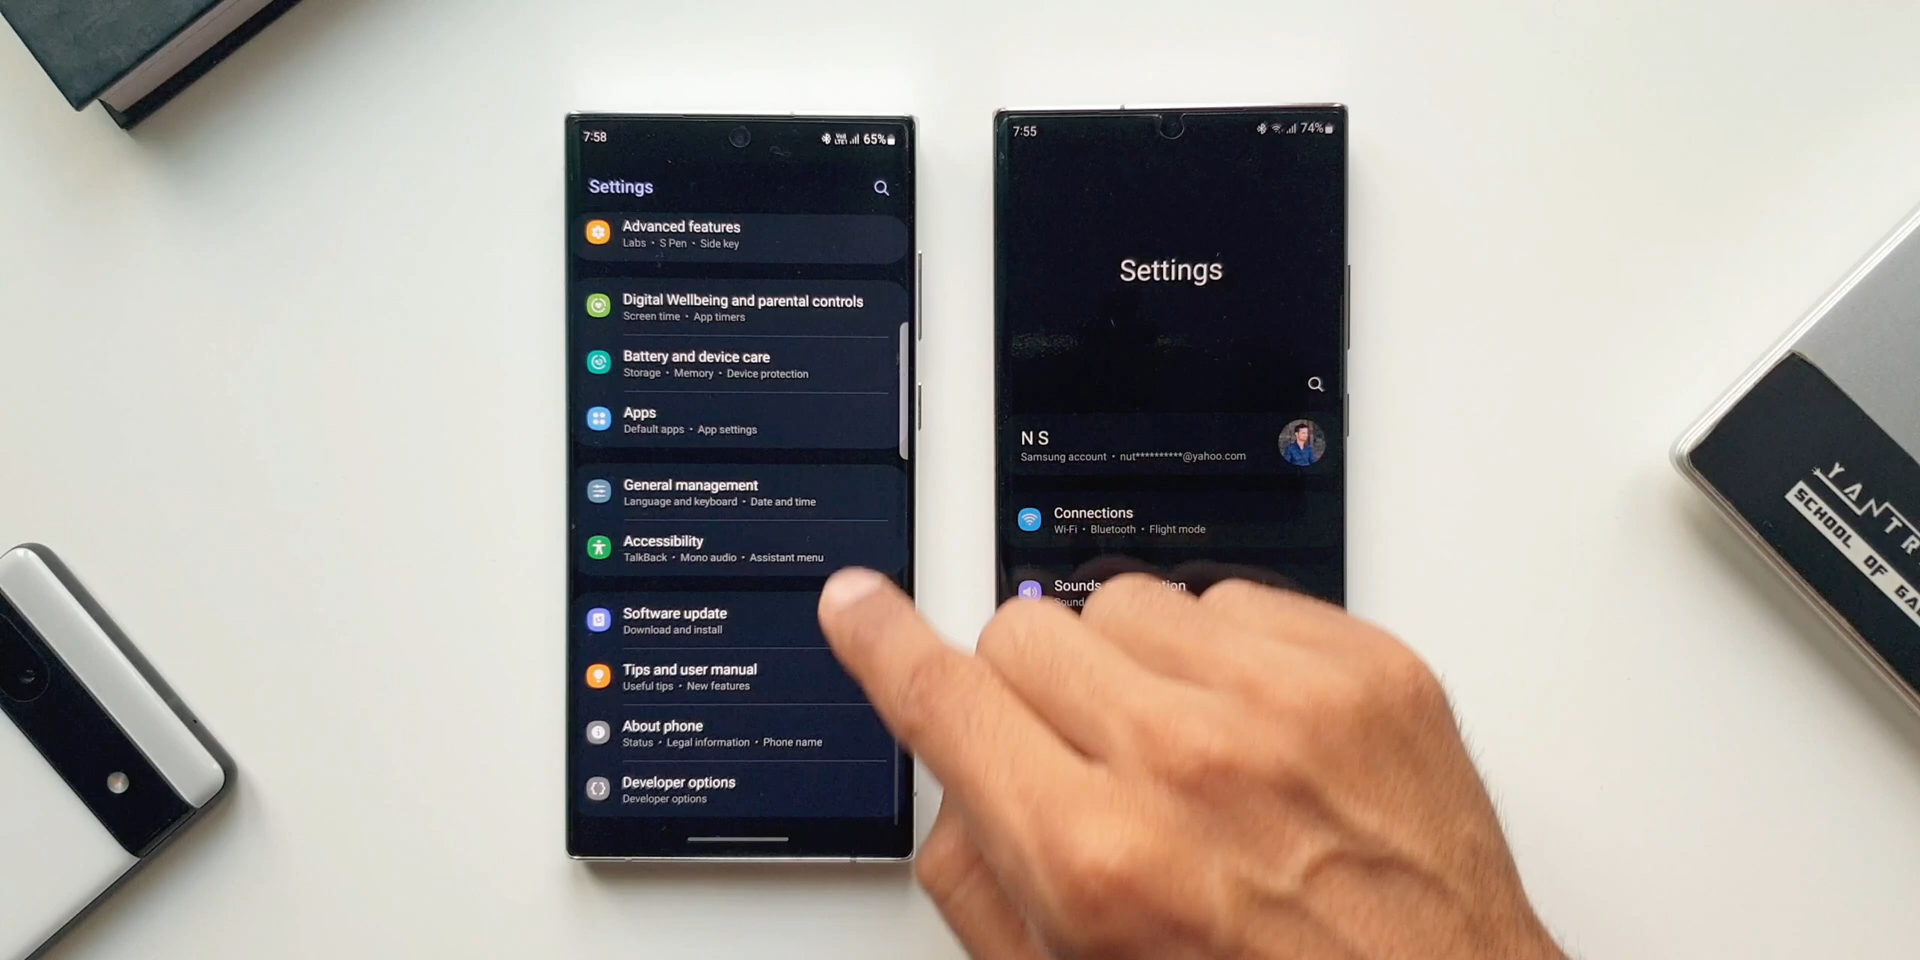 7:58
65%
Settings
Advanced features
Labs • S Pen • Side key
Digital Wellbeing and parental controls
Screen time • App timers
Battery and device care
Storage • Memory • Device protection
Apps
Default apps • App settings
General management
Language and keyboard • Date and time
Accessibility
TalkBack • Mono audio • Assistant menu
Software update
Download and install
Tips and user manual
Useful tips • New features
About phone
Status • Legal information • Phone name
Developer options
Developer options
7:55
74%
Settings
N S
Samsung account • nut**********@yahoo.com
Connections
Wi-Fi • Bluetooth • Flight mode
Sounds
Sound
YANTR
SCHOOL OF GA